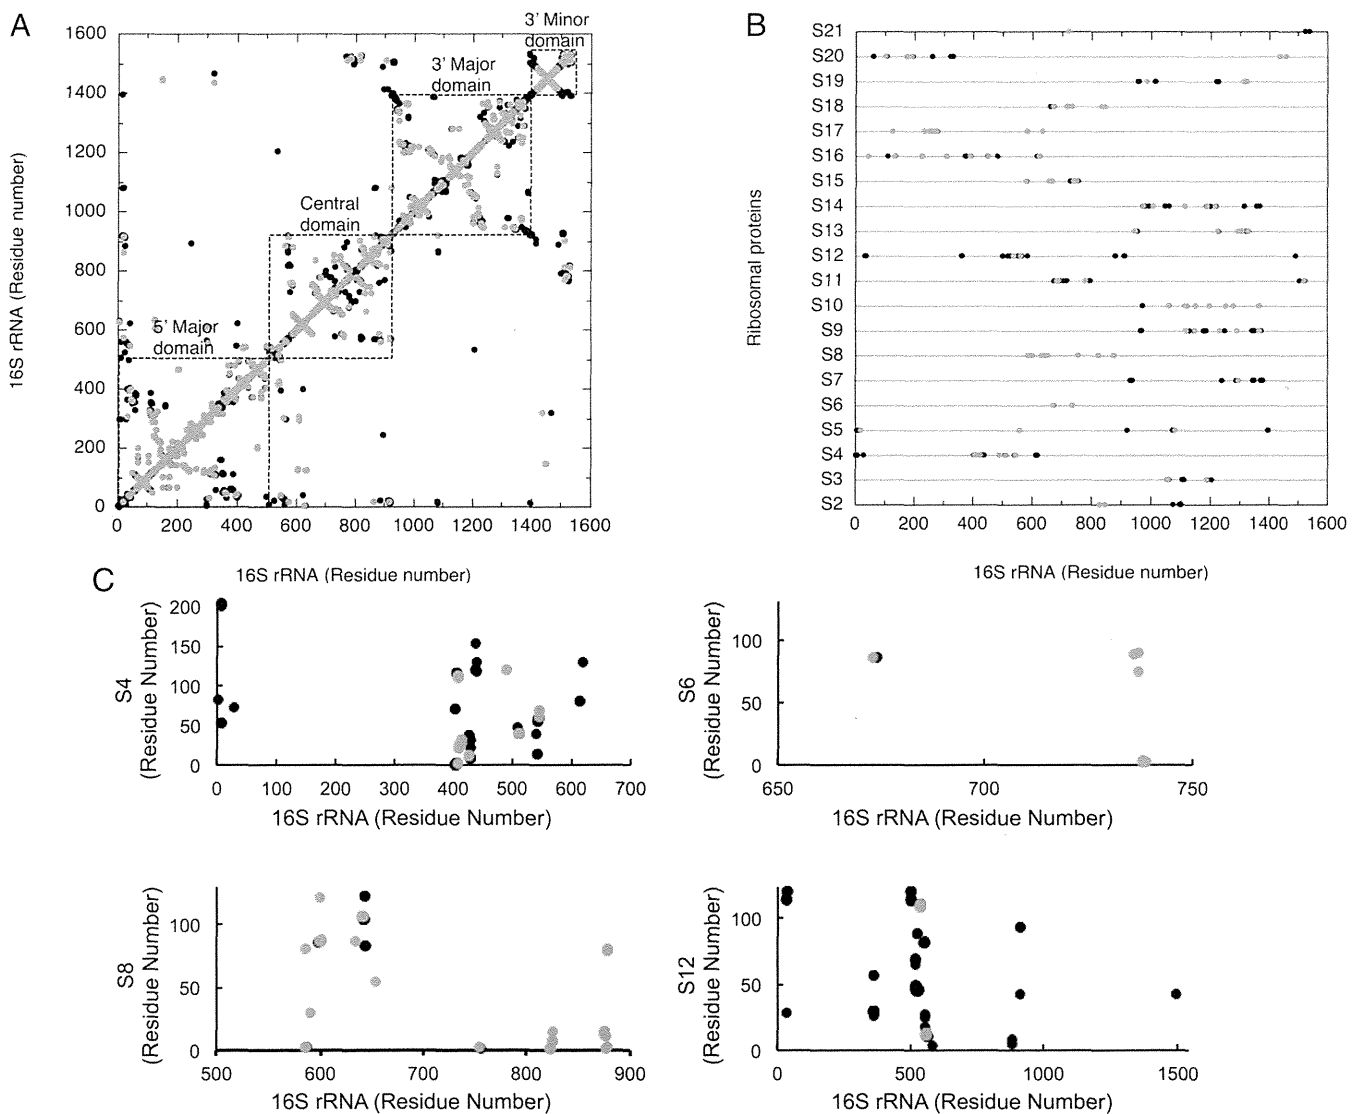 A
1600
1400
1200
1000
800
600
400
200
0
16S rRNA (Residue number)
3’ Minor
domain
3’ Major
domain
Central
domain
5’ Major
domain
0 200 400 600 800 1000 1200 1400 1600
16S rRNA (Residue number)
B
S21
S20
S19
S18
S17
S16
S15
S14
S13
S12
S11
S10
S9
S8
S7
S6
S5
S4
S3
S2
Ribosomal proteins
0 200 400 600 800 1000 1200 1400 1600
16S rRNA (Residue number)
C
S4
(Residue Number)
200
150
100
50
0
0 100 200 300 400 500 600 700
16S rRNA (Residue Number)
S6
(Residue Number)
100
50
0
650 700 750
16S rRNA (Residue Number)
S8
(Residue Number)
100
50
0
500 600 700 800 900
16S rRNA (Residue Number)
S12
(Residue Number)
100
50
0
0 500 1000 1500
16S rRNA (Residue Number)